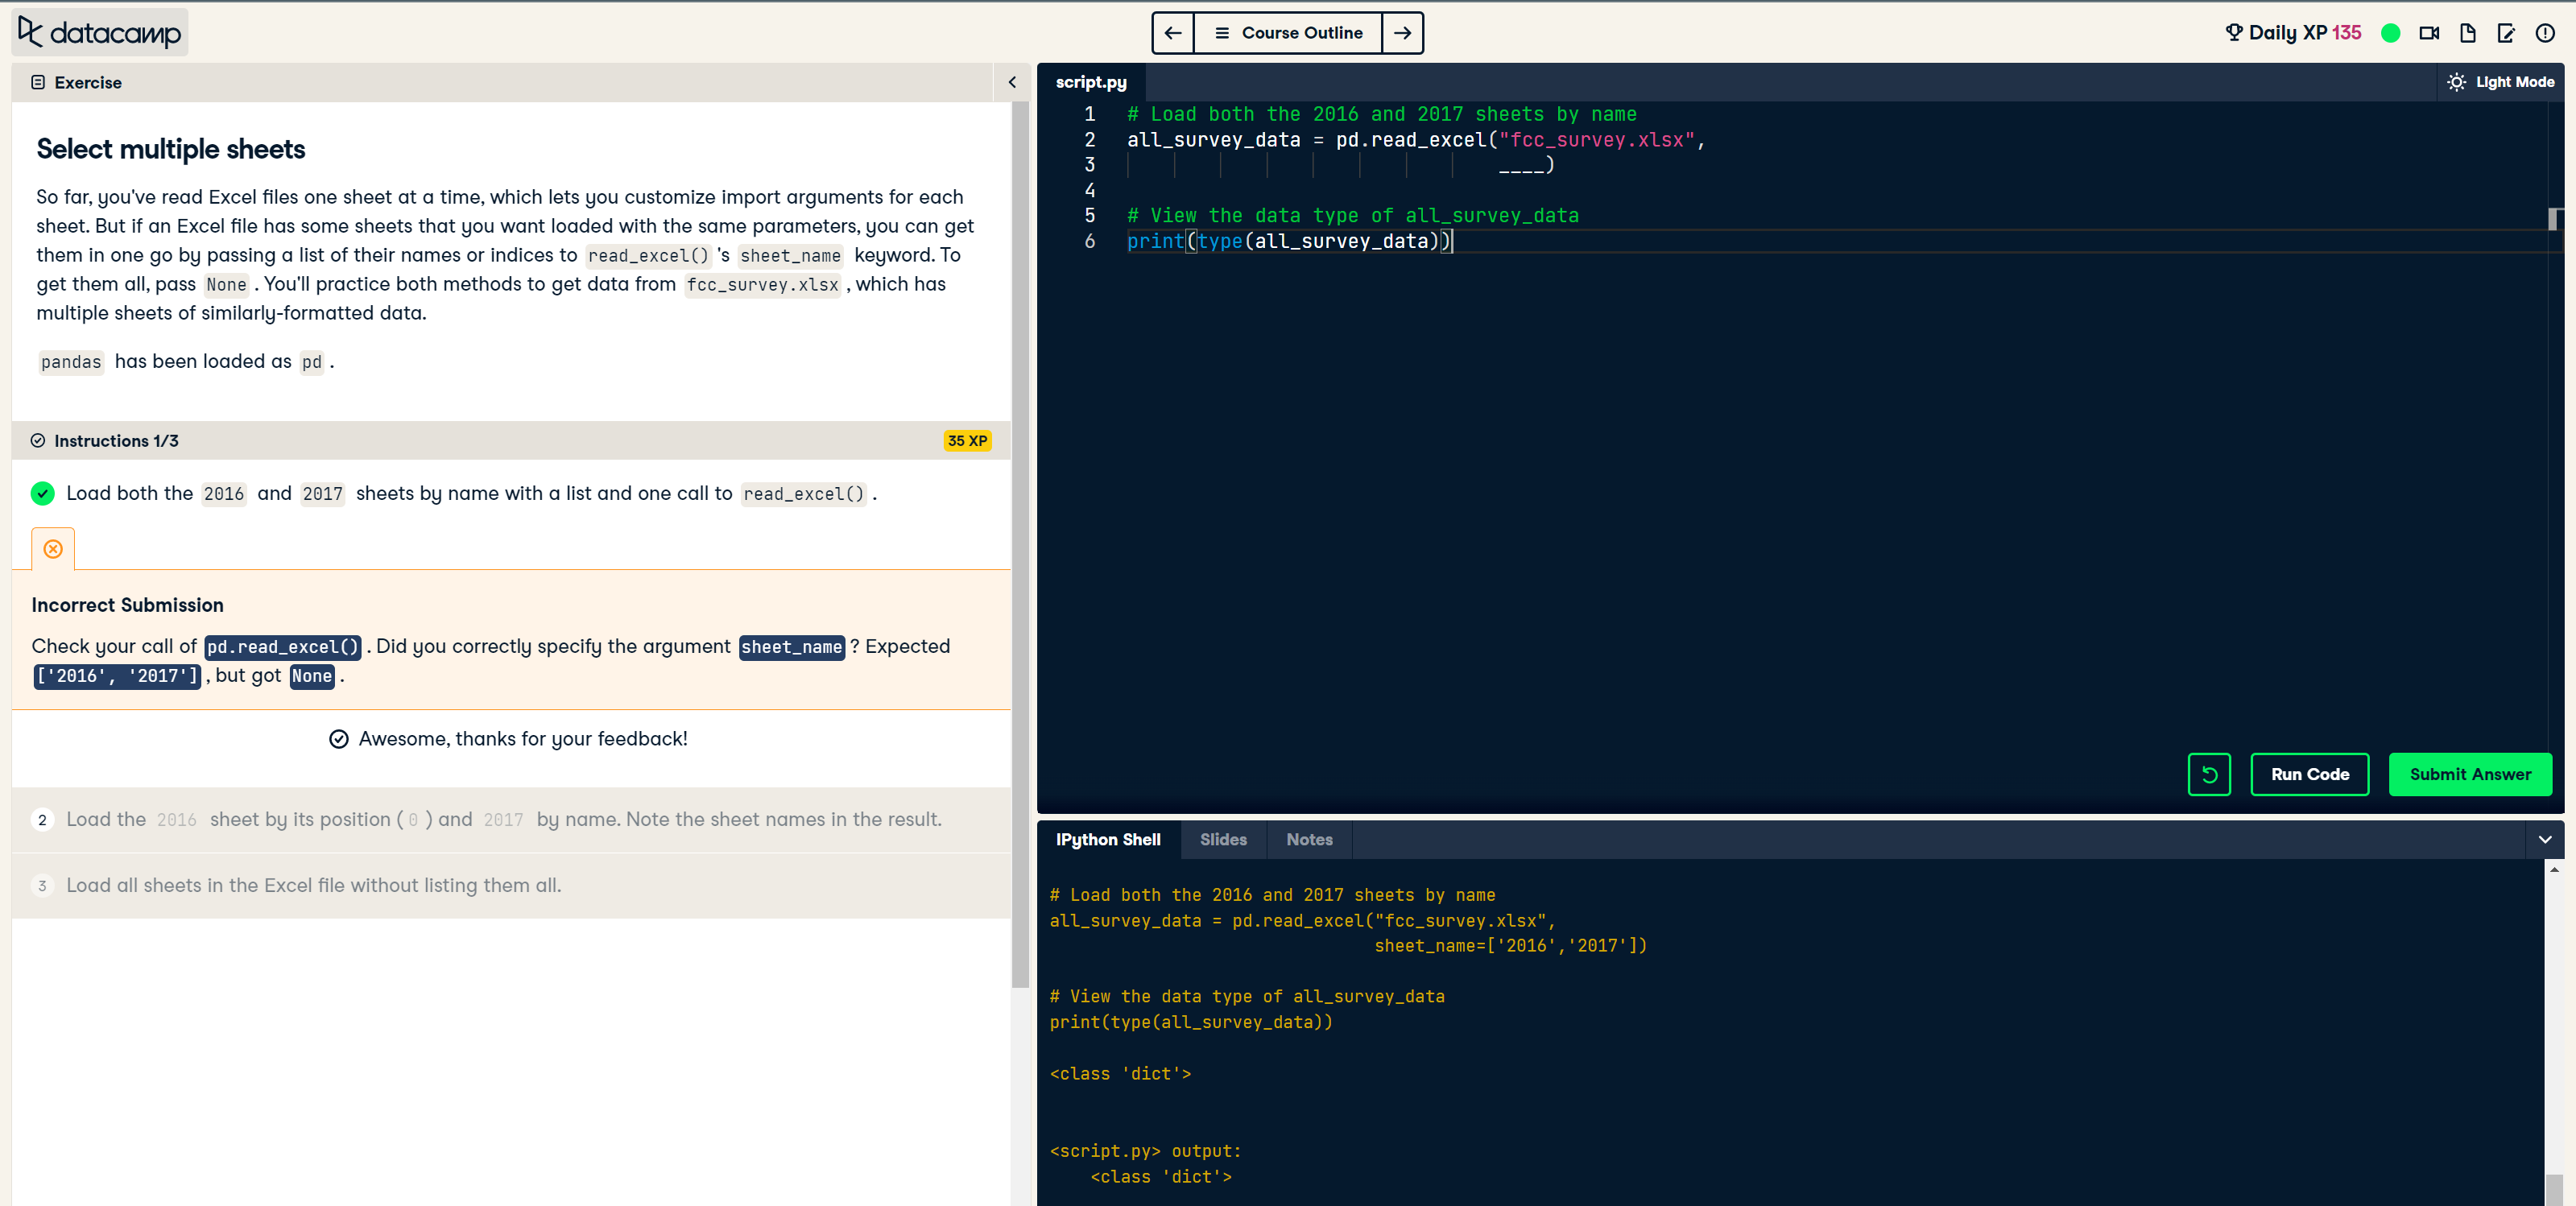 datacamp
Course Outline
Daily XP 135
Exercise
Select multiple sheets
So far, you've read Excel files one sheet at a time, which lets you customize import arguments for each
sheet. But if an Excel file has some sheets that you want loaded with the same parameters, you can get
them in one go by passing a list of their names or indices to read_excel() 's sheet_name keyword. To
get them all, pass None . You'll practice both methods to get data from fcc_survey.xlsx , which has
multiple sheets of similarly-formatted data.
pandas has been loaded as pd .
Instructions 1/3
35 XP
Load both the 2016 and 2017 sheets by name with a list and one call to read_excel() .
Incorrect Submission
Check your call of pd.read_excel() . Did you correctly specify the argument sheet_name ? Expected
['2016', '2017'] , but got None .
Awesome, thanks for your feedback!
2 Load the 2016 sheet by its position ( 0 ) and 2017 by name. Note the sheet names in the result.
3 Load all sheets in the Excel file without listing them all.
script.py
Light Mode
1 # Load both the 2016 and 2017 sheets by name
2 all_survey_data = pd.read_excel("fcc_survey.xlsx",
3 ____)
4
5 # View the data type of all_survey_data
6 print(type(all_survey_data))
Run Code
Submit Answer
IPython Shell
Slides
Notes
# Load both the 2016 and 2017 sheets by name
all_survey_data = pd.read_excel("fcc_survey.xlsx",
sheet_name=['2016','2017'])
# View the data type of all_survey_data
print(type(all_survey_data))
<class 'dict'>
<script.py> output:
<class 'dict'>